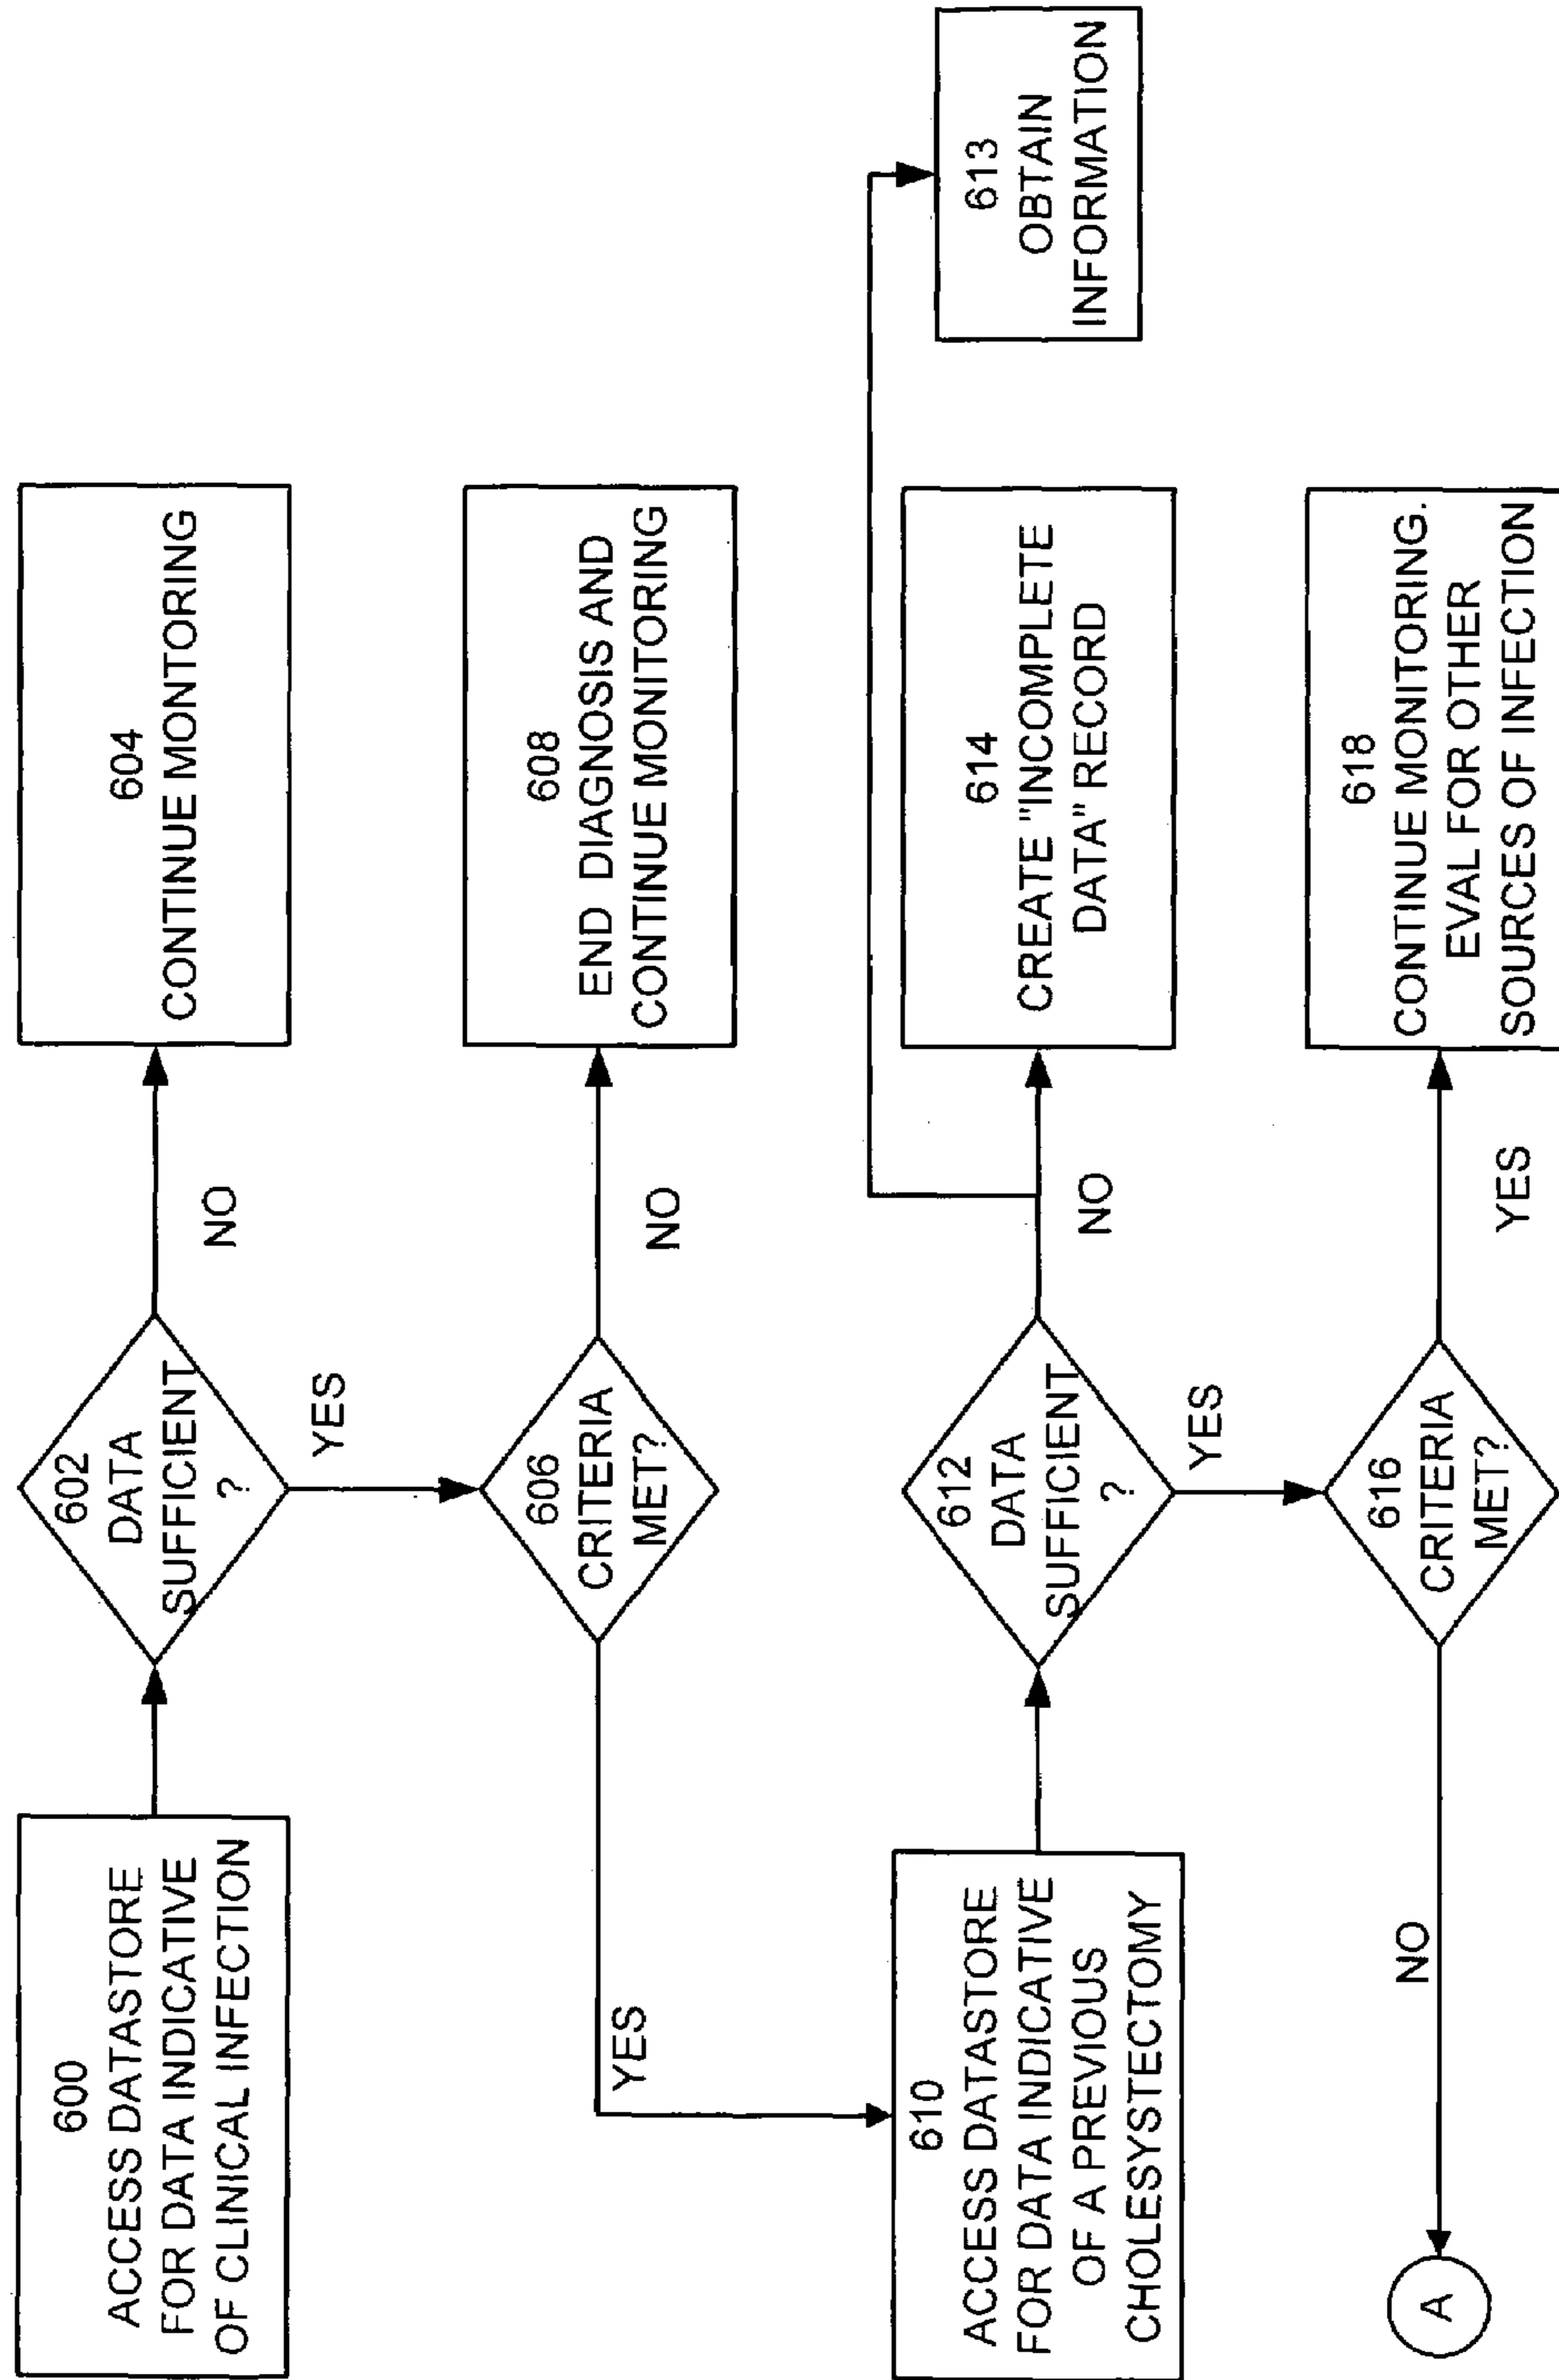 600
ACCESS DATASTORE
FOR DATA INDICATIVE
OF CLINICAL INFECTION
602
DATA
SUFFICIENT
?
NO
604
CONTINUE MONTORING
YES
606
CRITERIA
MET?
NO
608
END DIAGNOSIS AND
CONTINUE MONITORING
YES
610
ACCESS DATASTORE
FOR DATA INDICATIVE
OF A PREVIOUS
CHOLESYSTECTOMY
612
DATA
SUFFICIENT
?
NO
614
CREATE "INCOMPLETE
DATA" RECORD
613
OBTAIN
INFORMATION
YES
616
CRITERIA
MET?
YES
618
CONTINUE MONITORING.
EVAL FOR OTHER
SOURCES OF INFECTION
NO
A